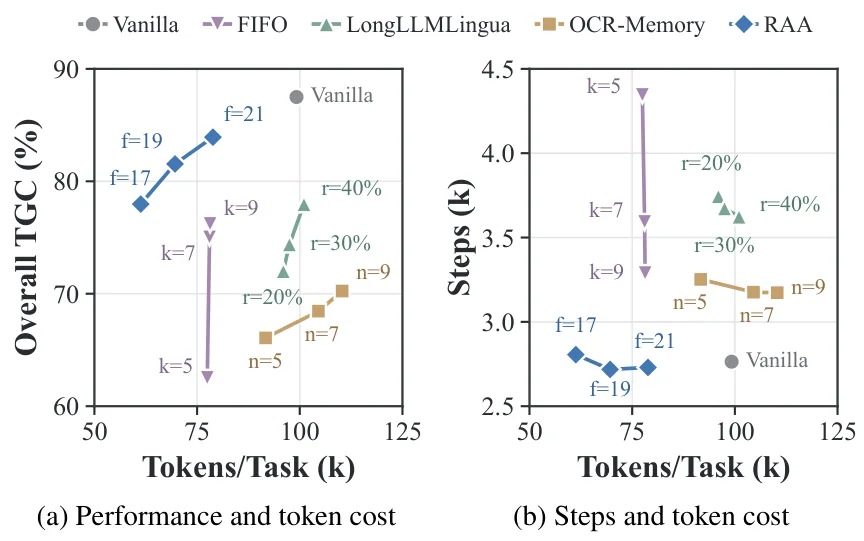 Vanilla FIFO LongLLMLingua OCR-Memory RAA
90
80
70
60
50 75 100 125
Overall TGC (%)
Tokens/Task (k)
Vanilla
f=21
f=19
f=17
r=40%
k=9
k=7
r=30%
n=9
r=20%
n=7
k=5
n=5
(a) Performance and token cost
4.5
4.0
3.5
3.0
2.5
50 75 100 125
Steps (k)
Tokens/Task (k)
k=5
r=20%
k=7
r=40%
r=30%
k=9
n=5
n=9
n=7
f=17
f=21
f=19
Vanilla
(b) Steps and token cost